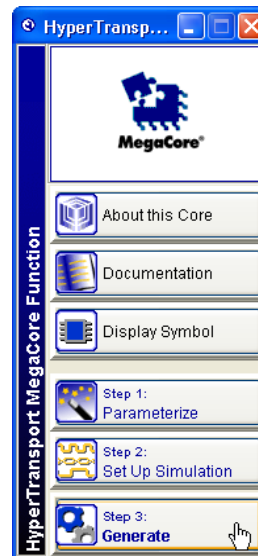 HyperTransp...
MegaCore®
HyperTransport MegaCore Function
About this Core
Documentation
Display Symbol
Step 1:
Parameterize
Step 2:
Set Up Simulation
Step 3:
Generate